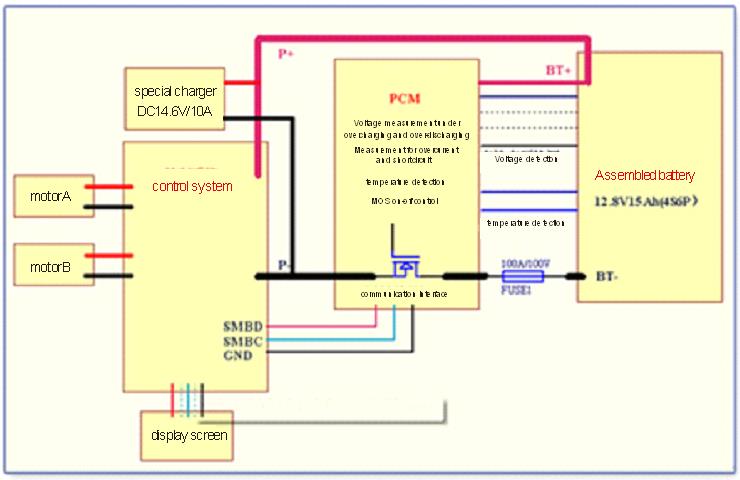 P+
BT+
special charger
DC14.6V/10A
PCM
Voltage measurement under
overcharging and overdischarging
Measurement for overcurrent
and shortcircuit
temperature detection
MOS on-off control
communication interface
Voltage detection
temperature detection
Assembled battery
12.8V15Ah(4S6P)
100A/100V
FUSE1
BT-
control system
motorA
motorB
P-
SMBD
SMBC
GND
display screen